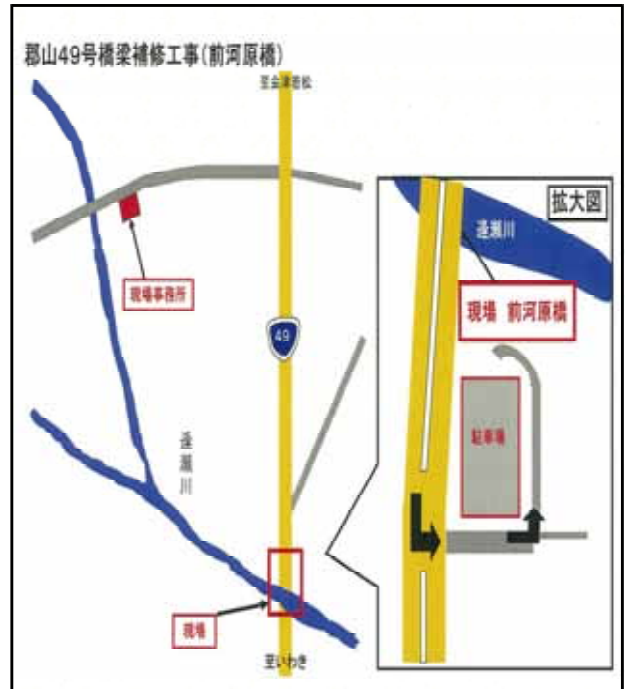 郡山49号橋梁補修工事(前河原橋)
至会津若松
拡大図
逢瀬川
現場事務所
現場 前河原橋
49
駐車場
逢瀬川
現場
至いわき